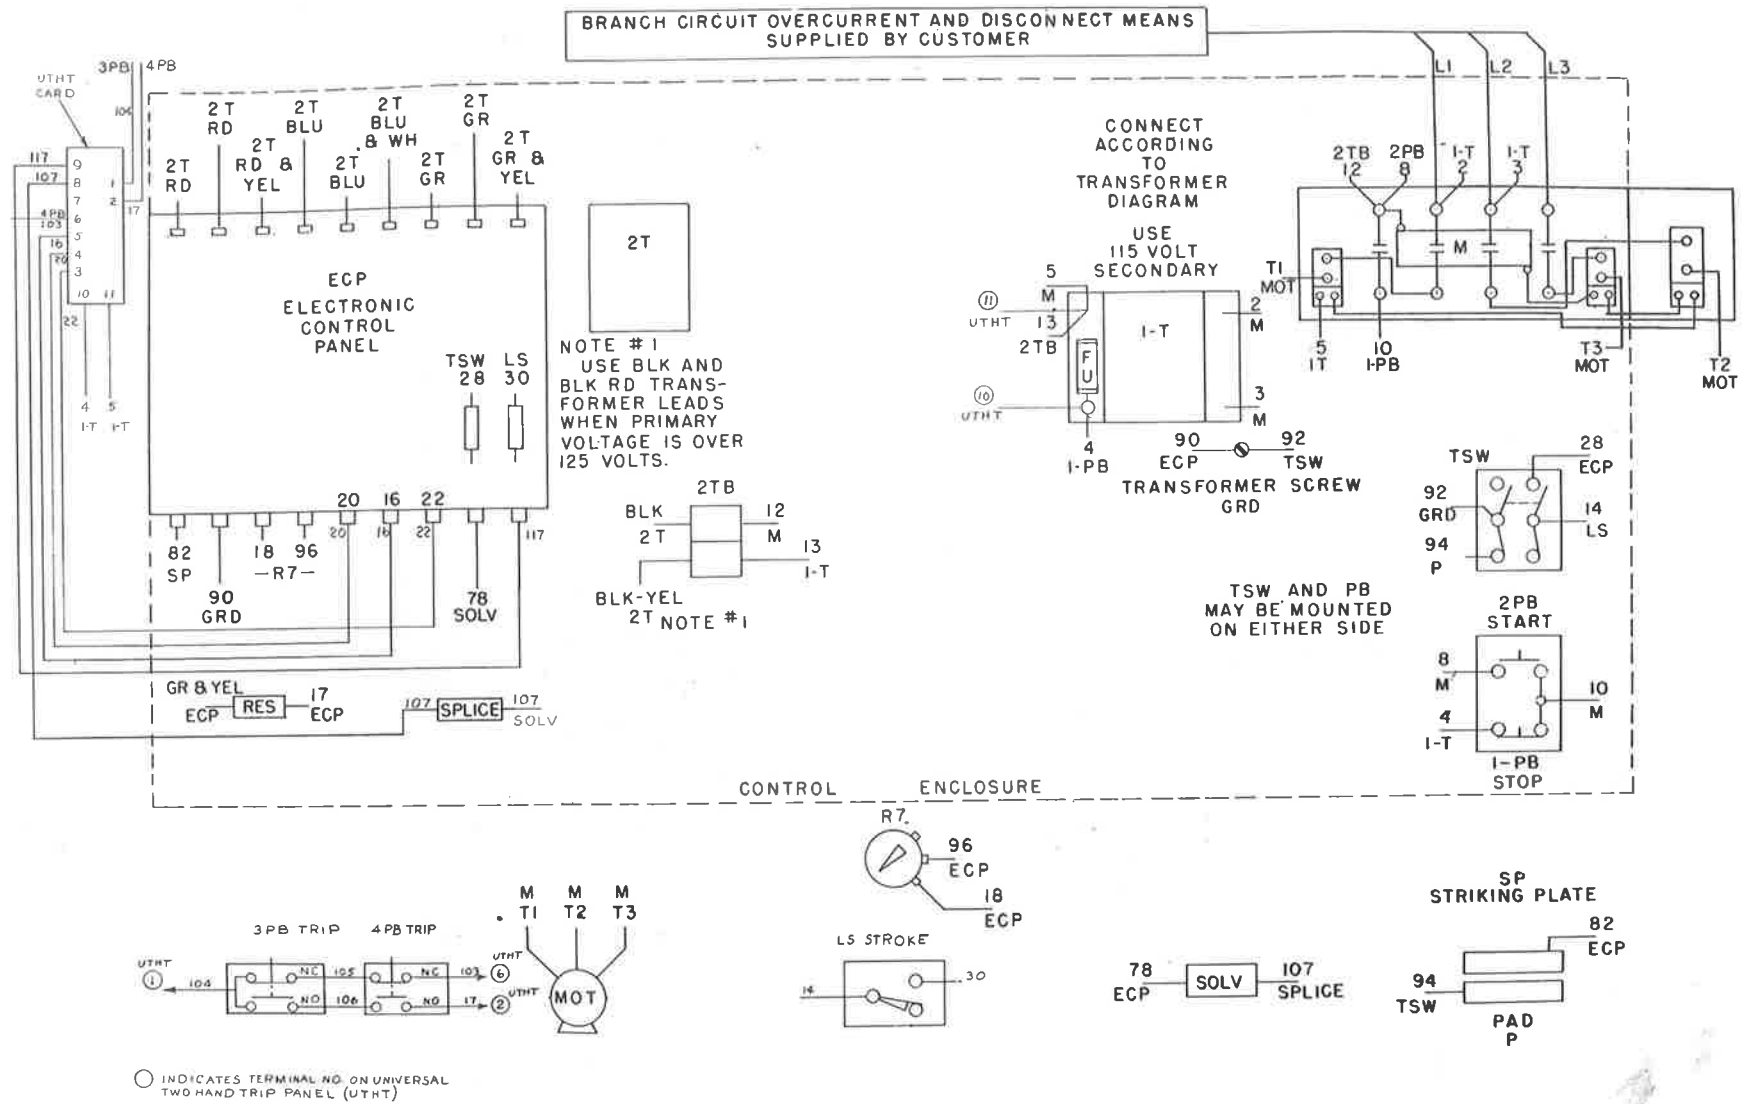 BRANCH CIRCUIT OVERCURRENT AND DISCONNECT MEANS
SUPPLIED BY CUSTOMER
3PB
4PB
UTHT
CARD
L1
L2
L3
2T
RD
2T
RD
2T
RD &
YEL
2T
BLU
2T
BLU
2T
BLU
& WH
2T
GR
2T
GR
2T
GR &
YEL
117
107
4PB
103
16
20
22
9
8
7
6
5
4
3
1
2
10
11
17
4
1-T
5
1-T
ECP
ELECTRONIC
CONTROL
PANEL
TSW
28
LS
30
20
16
22
20
16
22
117
82
SP
90
GRD
18
96
-R7-
78
SOLV
2T
NOTE #1
USE BLK AND
BLK RD TRANS-
FORMER LEADS
WHEN PRIMARY
VOLTAGE IS OVER
125 VOLTS.
2TB
BLK
2T
12
M
13
1-T
BLK-YEL
2T NOTE #1
CONNECT
ACCORDING
TO
TRANSFORMER
DIAGRAM
USE
115 VOLT
SECONDARY
5
M
11
UTHT
13
2TB
FU
1-T
2
M
10
UTHT
3
M
4
1-PB
90
ECP
92
TSW
TRANSFORMER SCREW
GRD
2TB
12
2PB
8
1-T
2
1-T
3
M
T1
MOT
5
1T
10
1-PB
T3
MOT
T2
MOT
TSW
28
ECP
92
GRD
14
LS
94
P
TSW AND PB
MAY BE MOUNTED
ON EITHER SIDE
2PB
START
8
M
10
M
4
1-T
1-PB
STOP
GR & YEL
ECP
RES
17
ECP
107
SPLICE
107
SOLV
CONTROL ENCLOSURE
R7
96
ECP
18
ECP
M
T1
M
T2
M
T3
MOT
3PB TRIP
4PB TRIP
UTHT
1
104
NC
105
NC
103
6
UTHT
NO
106
NO
17
2
UTHT
LS STROKE
14
30
78
ECP
SOLV
107
SPLICE
SP
STRIKING PLATE
82
ECP
94
TSW
PAD
P
INDICATES TERMINAL NO. ON UNIVERSAL
TWO HAND TRIP PANEL (UTHT)